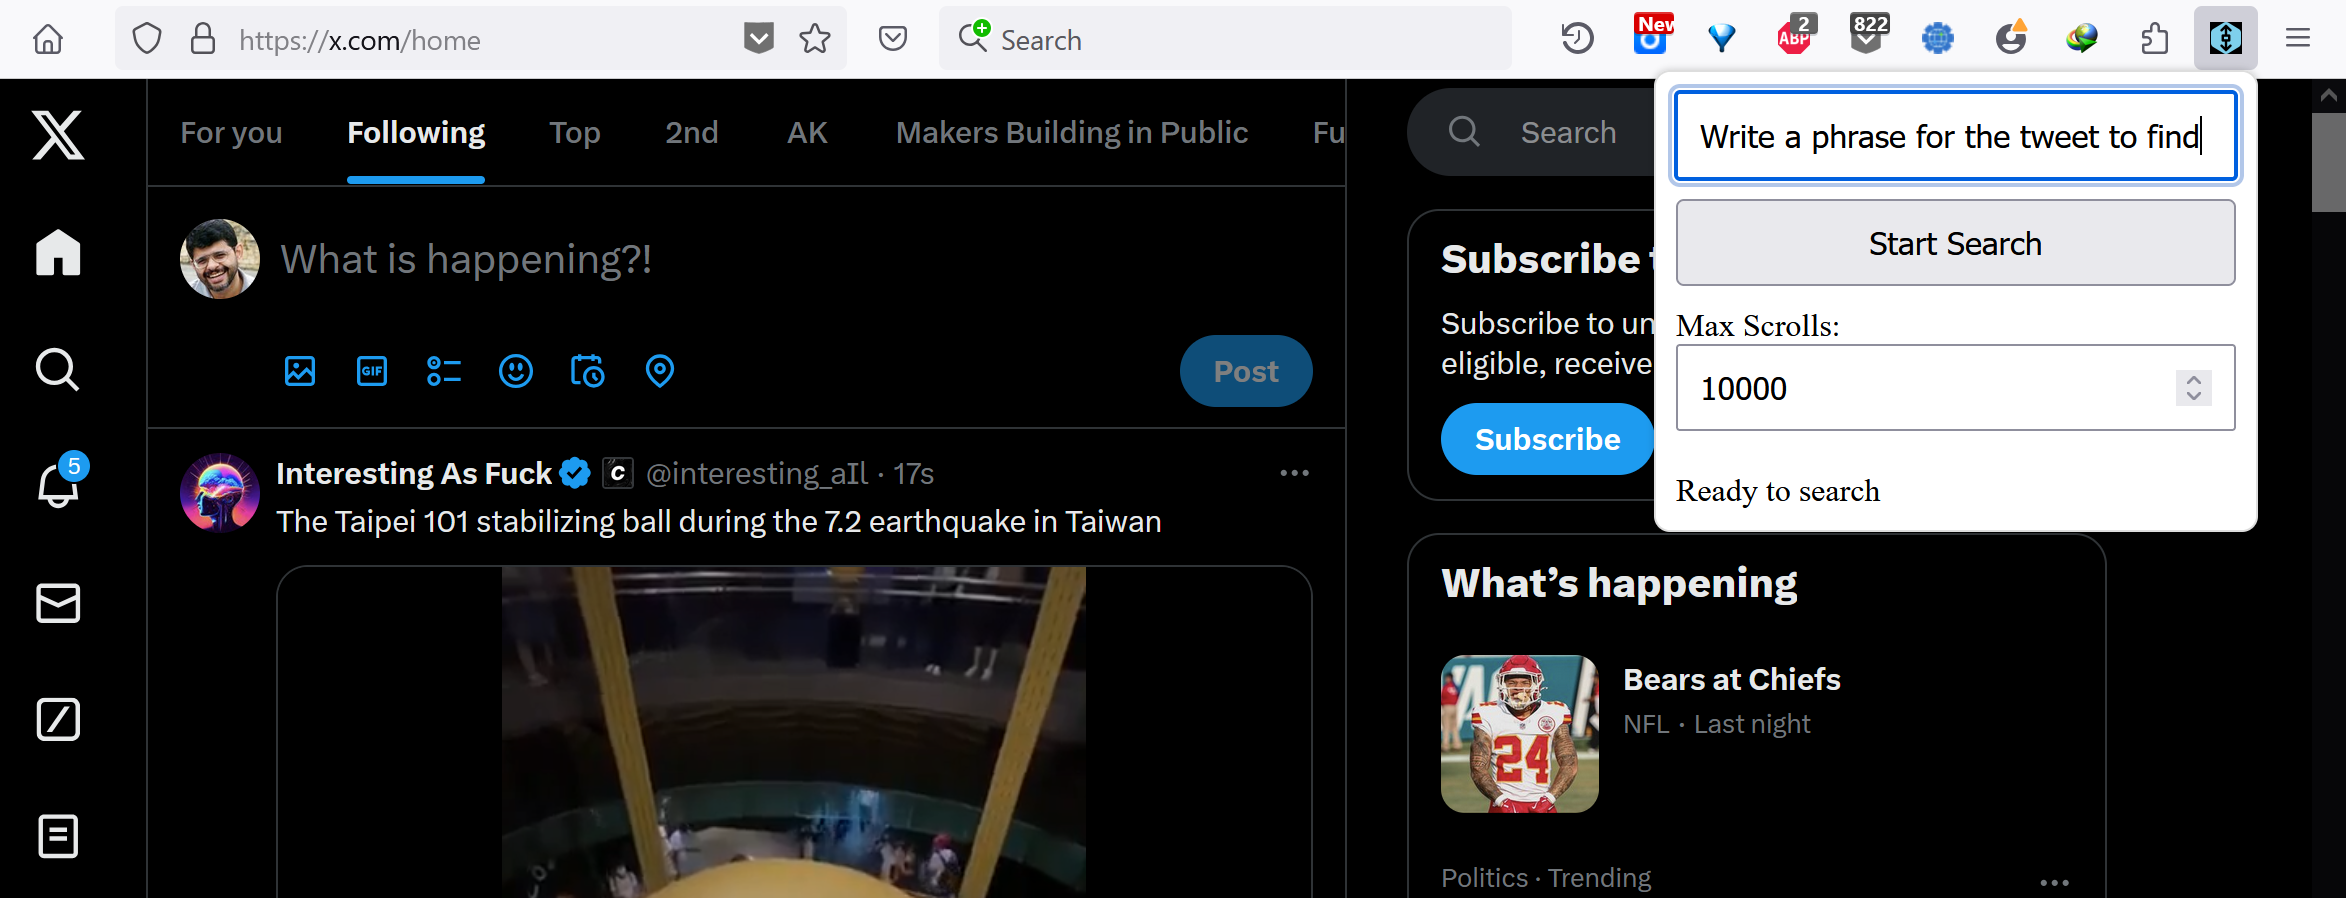 https://x.com/home
Search
New
2
ABP
822
For you
Following
Top
2nd
AK
Makers Building in Public
Fu
Search
Write a phrase for the tweet to find
Start Search
Max Scrolls:
10000
Ready to search
What is happening?!
GIF
Post
Subscribe
Subscribe to un
eligible, receive
Subscribe
5
Interesting As Fuck @interesting_aIl · 17s
The Taipei 101 stabilizing ball during the 7.2 earthquake in Taiwan
What's happening
Bears at Chiefs
NFL · Last night
24
Politics · Trending